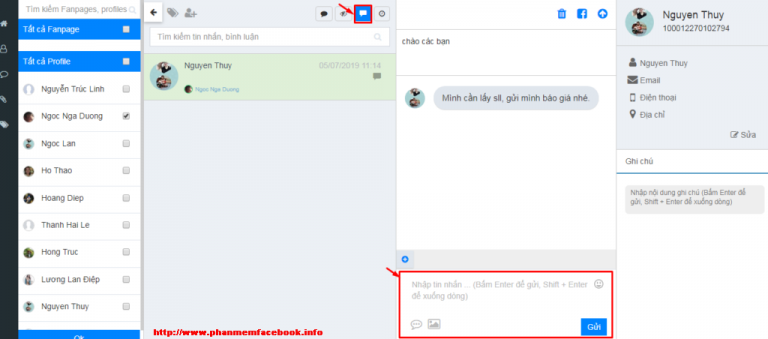 Tìm kiếm Fanpages, profiles
Tất cả Fanpage
Tất cả Profile
Nguyễn Trúc Linh
Ngoc Nga Duong
Ngoc Lan
Ho Thao
Hoang Diep
Thanh Hai Le
Hong Truc
Lương Lan Điệp
Nguyen Thuy
Ok
Tìm kiếm tin nhắn, bình luận
Nguyen Thuy
05/07/2019 11:14
Ngoc Nga Duong
http://www.phanmemfacebook.info
chào các bạn
Mình cần lấy sll, gửi mình báo giá nhé.
Nhập tin nhắn ... (Bấm Enter để gửi, Shift + Enter
để xuống dòng)
Gửi
Nguyen Thuy
100012270102794
Nguyen Thuy
Email
Điện thoại
Địa chỉ
Sửa
Ghi chú
Nhập nội dung ghi chú (Bấm Enter để
gửi, Shift + Enter để xuống dòng)